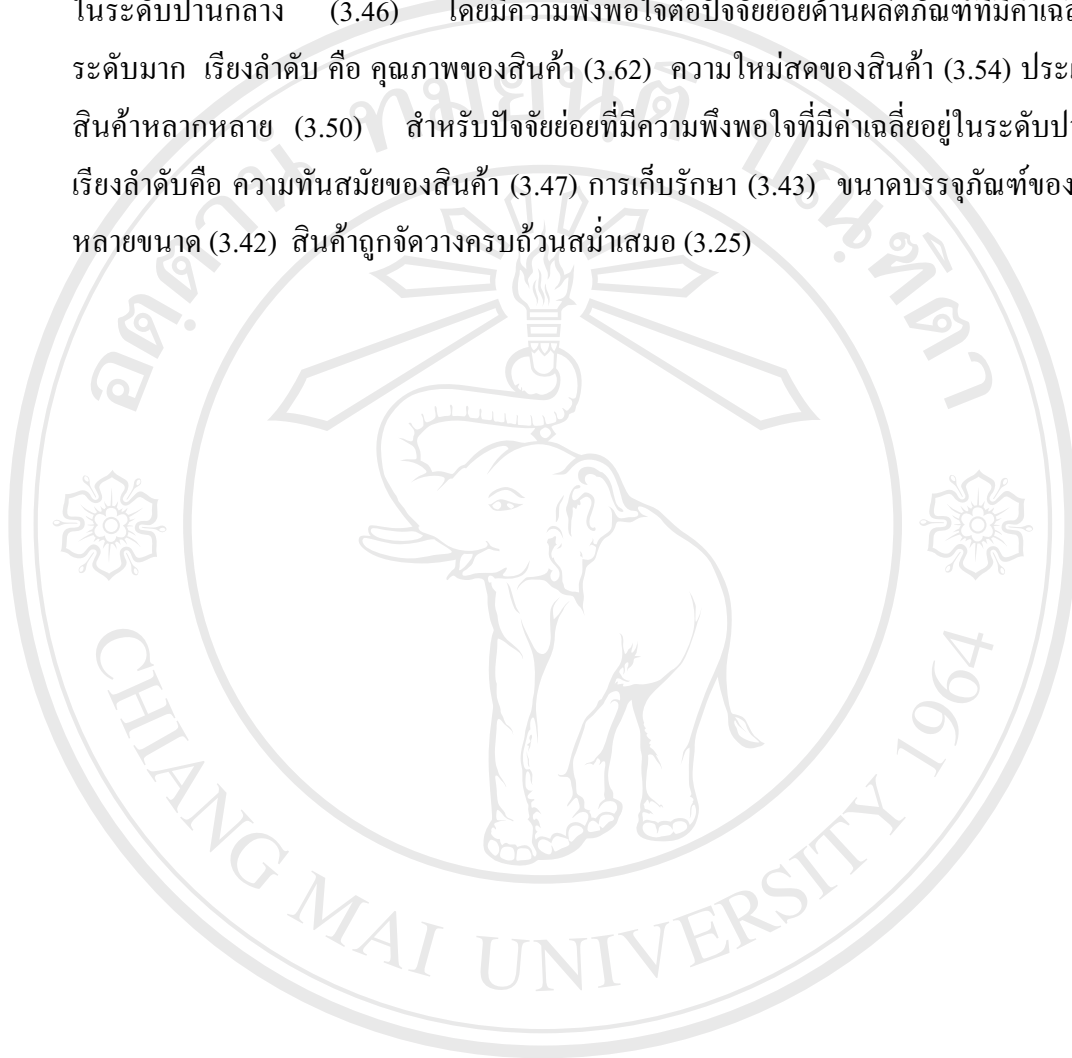 ในระดับปานกลาง (3.46) โดยมีความพึงพอใจต่อปัจจัยย่อยด้านผลิตภัณฑ์ที่มีค่าเฉลี่
ระดับมาก เรียงลำดับ คือ คุณภาพของสินค้า (3.62) ความใหม่สดของสินค้า (3.54)
สินค้าหลากหลาย (3.50) สำหรับปัจจัยย่อยที่มีความพึงพอใจที่มีค่าเฉลี่ยอยู่ในระดับ
เรียงลำดับคือ ความทันสมัยของสินค้า (3.47) การเก็บรักษา (3.43) ขนาดบรรจุภัณฑ์ของ
หลายขนาด (3.42) สินค้าถูกจัดวางครบถ้วนสม่ำเสมอ (3.25)
CHIANG MAI UNIVERSITY 1964